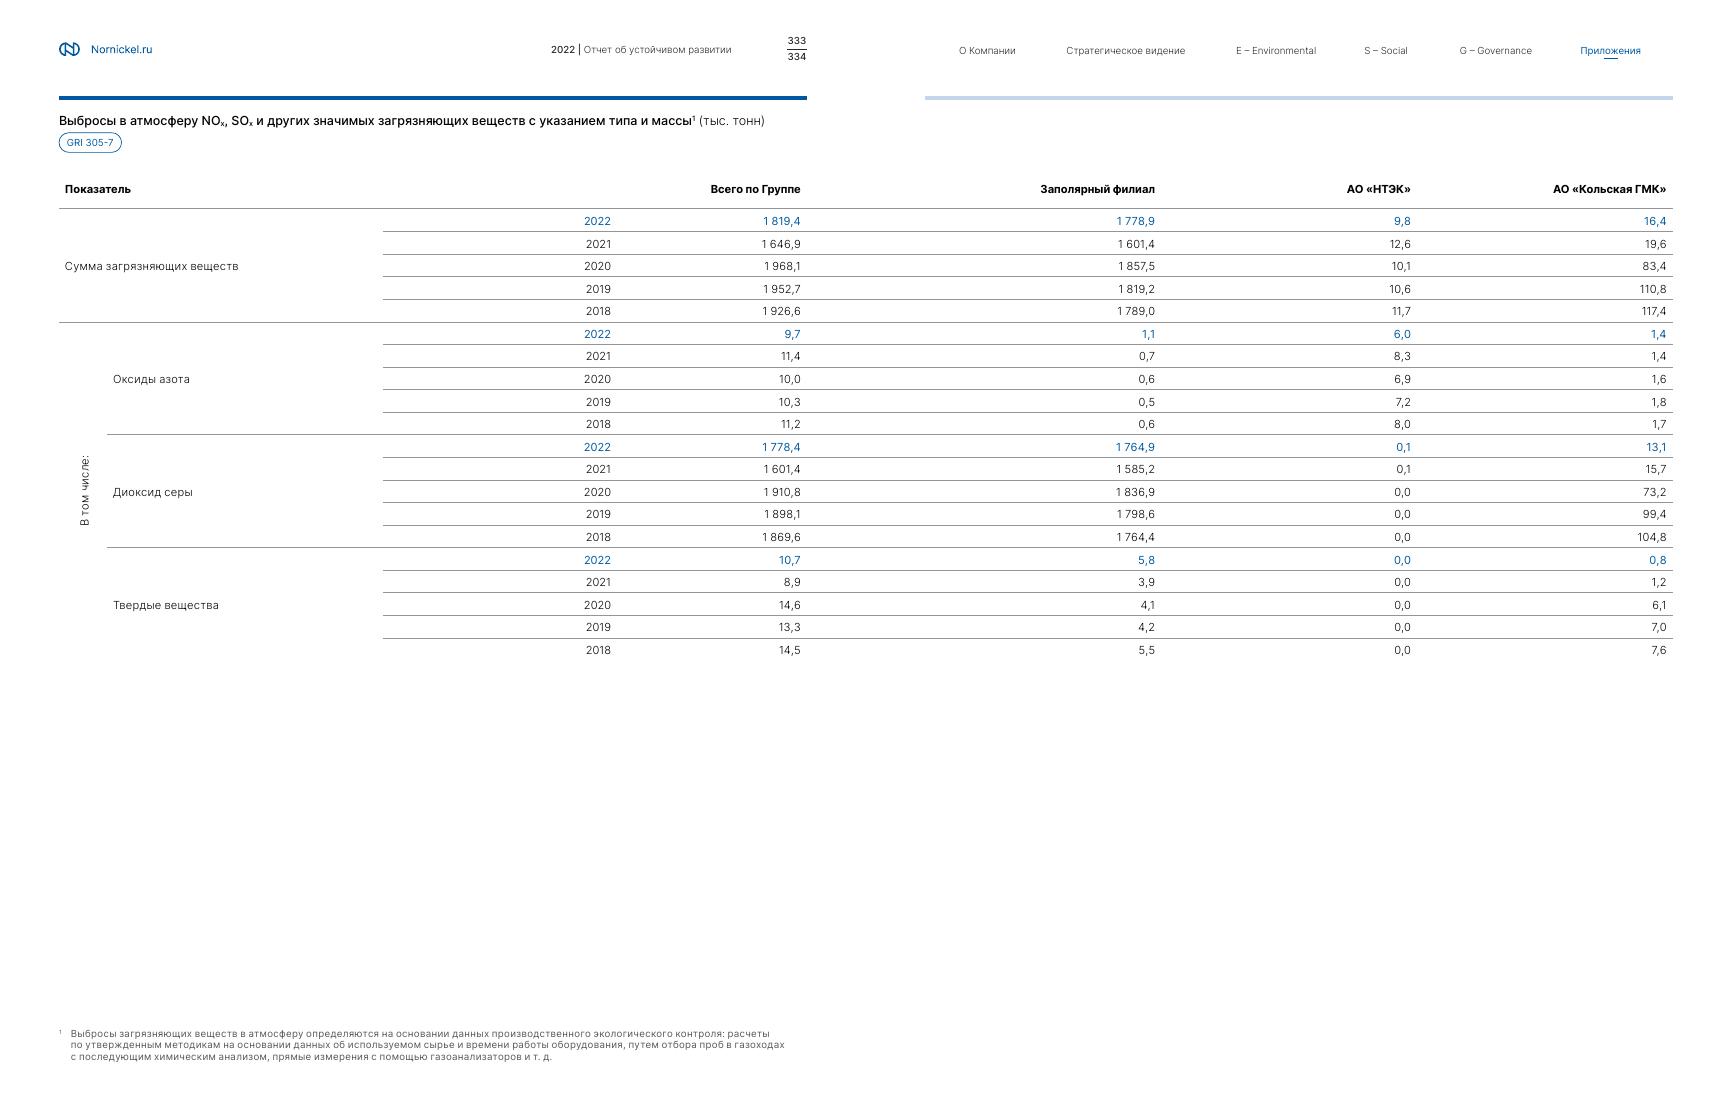 Nornickel.ru
2022 | Отчет об устойчивом развитии
333
334
О Компании
Стратегическое видение
E – Environmental
S – Social
G – Governance
Приложения
Выбросы в атмосферу NOₓ, SOₓ и других значимых загрязняющих веществ с указанием типа и массы¹ (тыс. тонн)
GRI 305-7
Показатель Всего по Группе Заполярный филиал АО «НТЭК» АО «Кольская ГМК»
Сумма загрязняющих веществ
2022 1 819,4 1 778,9 9,8 16,4
2021 1 646,9 1 601,4 12,6 19,6
2020 1 968,1 1 857,5 10,1 83,4
2019 1 952,7 1 819,2 10,6 110,8
2018 1 926,6 1 789,0 11,7 117,4
В том числе:
Оксиды азота
2022 9,7 1,1 6,0 1,4
2021 11,4 0,7 8,3 1,4
2020 10,0 0,6 6,9 1,6
2019 10,3 0,5 7,2 1,8
2018 11,2 0,6 8,0 1,7
Диоксид серы
2022 1 778,4 1 764,9 0,1 13,1
2021 1 601,4 1 585,2 0,1 15,7
2020 1 910,8 1 836,9 0,0 73,2
2019 1 898,1 1 798,6 0,0 99,4
2018 1 869,6 1 764,4 0,0 104,8
Твердые вещества
2022 10,7 5,8 0,0 0,8
2021 8,9 3,9 0,0 1,2
2020 14,6 4,1 0,0 6,1
2019 13,3 4,2 0,0 7,0
2018 14,5 5,5 0,0 7,6
¹ Выбросы загрязняющих веществ в атмосферу определяются на основании данных производственного экологического контроля: расчеты
по утвержденным методикам на основании данных об используемом сырье и времени работы оборудования, путем отбора проб в газоходах
с последующим химическим анализом, прямые измерения с помощью газоанализаторов и т. д.